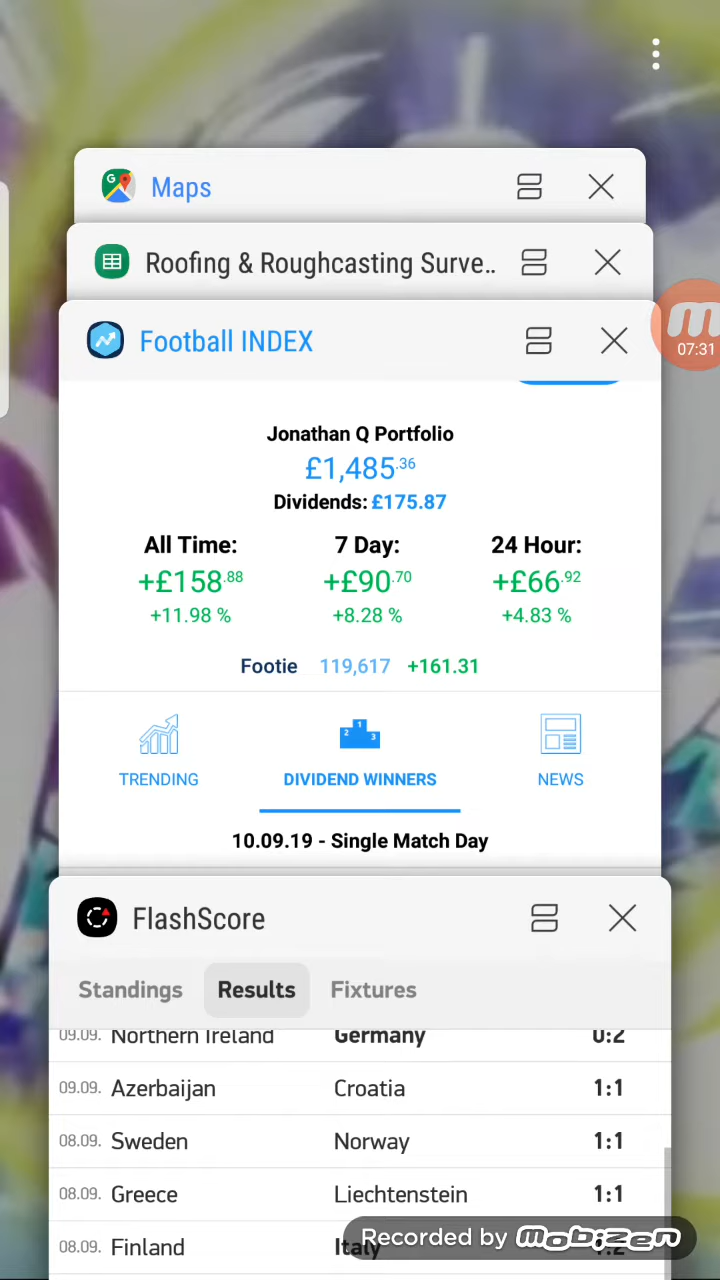 Maps
Roofing & Roughcasting Surve..
Football INDEX
07:31
Jonathan Q Portfolio
£1,485.36
Dividends: £175.87
All Time: 7 Day: 24 Hour:
+£158.88 +£90.70 +£66.92
+11.98 % +8.28 % +4.83 %
Footie 119,617 +161.31
TRENDING DIVIDEND WINNERS NEWS
10.09.19 - Single Match Day
FlashScore
Standings Results Fixtures
09.09. Northern Ireland Germany 0:2
09.09. Azerbaijan Croatia 1:1
08.09. Sweden Norway 1:1
08.09. Greece Liechtenstein 1:1
08.09. Finland Italy 1:2
Recorded by mobizen